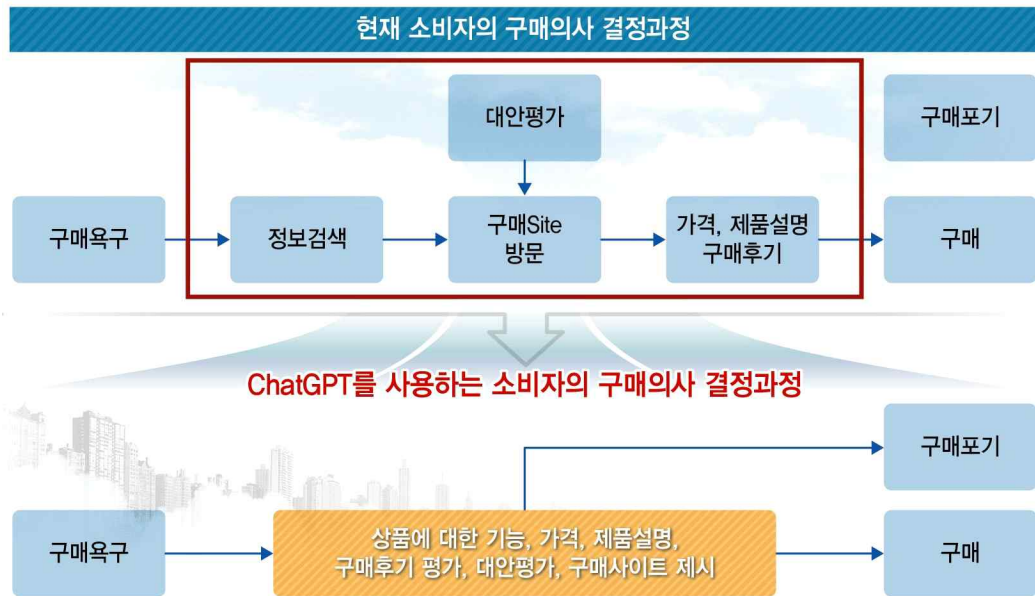 현재 소비자의 구매의사 결정과정
대안평가
구매포기
구매욕구
정보검색
구매Site
방문
가격, 제품설명
구매후기
구매
ChatGPT를 사용하는 소비자의 구매의사 결정과정
구매포기
구매욕구
상품에 대한 기능, 가격, 제품설명,
구매후기 평가, 대안평가, 구매사이트 제시
구매